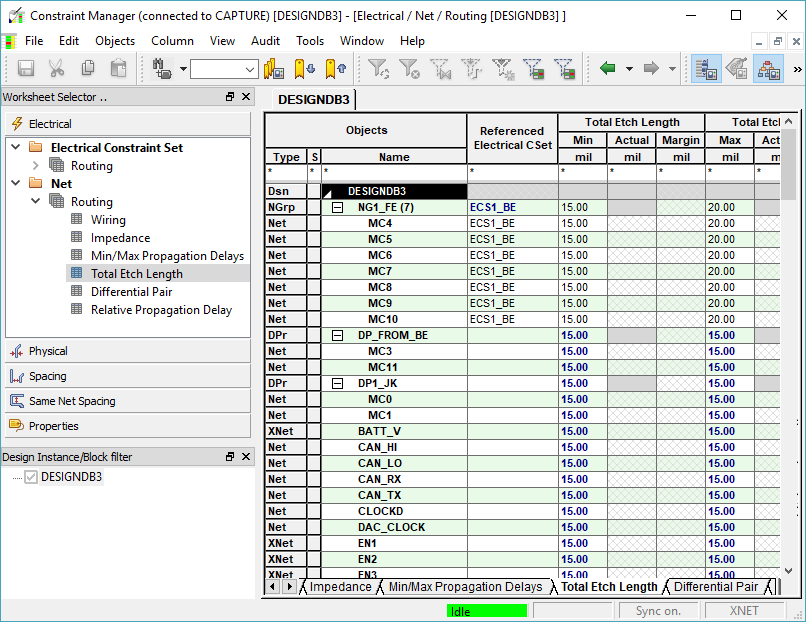 Constraint Manager (connected to CAPTURE) [DESIGNDB3] - [Electrical / Net / Routing [DESIGNDB3] ]
File Edit Objects Column View Audit Tools Window Help
Worksheet Selector ..
Electrical
Electrical Constraint Set
Routing
Net
Routing
Wiring
Impedance
Min/Max Propagation Delays
Total Etch Length
Differential Pair
Relative Propagation Delay
Physical
Spacing
Same Net Spacing
Properties
Design Instance/Block filter
DESIGNDB3
DESIGNDB3
Objects Referenced Electrical CSet Total Etch Length Total Etc
Min Actual Margin Max Act
Type S Name mil mil mil mil m
* * * * * * * * *
Dsn DESIGNDB3
NGrp NG1_FE (7) ECS1_BE 15.00 20.00
Net MC4 ECS1_BE 15.00 20.00
Net MC5 ECS1_BE 15.00 20.00
Net MC6 ECS1_BE 15.00 20.00
Net MC7 ECS1_BE 15.00 20.00
Net MC8 ECS1_BE 15.00 20.00
Net MC9 ECS1_BE 15.00 20.00
Net MC10 ECS1_BE 15.00 20.00
DPr DP_FROM_BE 15.00 15.00
Net MC3 15.00 15.00
Net MC11 15.00 15.00
DPr DP1_JK 15.00 15.00
Net MC0 15.00 15.00
Net MC1 15.00 15.00
XNet BATT_V 15.00 15.00
Net CAN_HI 15.00 15.00
Net CAN_LO 15.00 15.00
Net CAN_RX 15.00 15.00
Net CAN_TX 15.00 15.00
Net CLOCKD 15.00 15.00
Net DAC_CLOCK 15.00 15.00
XNet EN1 15.00 15.00
XNet EN2 15.00 15.00
XNet EN3 15.00 15.00
Impedance Min/Max Propagation Delays Total Etch Length Differential Pair
Idle Sync on. XNET